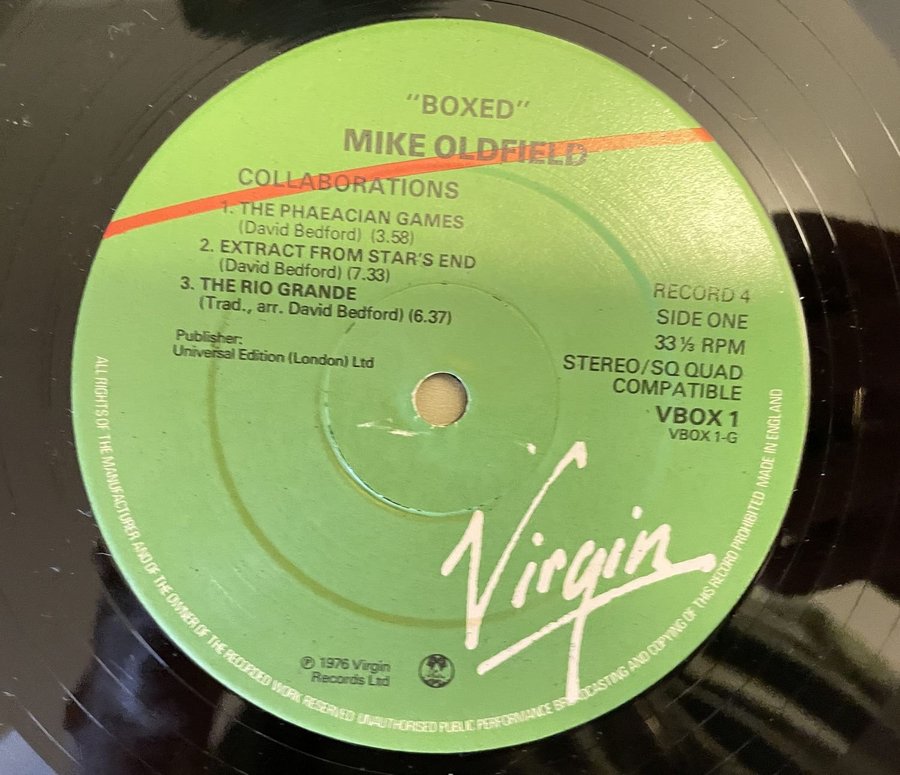 "BOXED"
MIKE OLDFIELD
COLLABORATIONS
1. THE PHAEACIAN GAMES
(David Bedford) (3.58)
2. EXTRACT FROM STAR'S END
(David Bedford) (7.33)
3. THE RIO GRANDE
(Trad., arr. David Bedford) (6.37)
Publisher:
Universal Edition (London) Ltd
RECORD 4
SIDE ONE
33⅓ RPM
STEREO/SQ QUAD
COMPATIBLE
VBOX 1
VBOX 1-G
Virgin
℗ 1976 Virgin
Records Ltd
ALL RIGHTS OF THE MANUFACTURER AND OF THE OWNER OF THE RECORDED WORK RESERVED UNAUTHORISED PUBLIC PERFORMANCE BROADCASTING AND COPYING OF THIS RECORD PROHIBITED MADE IN ENGLAND